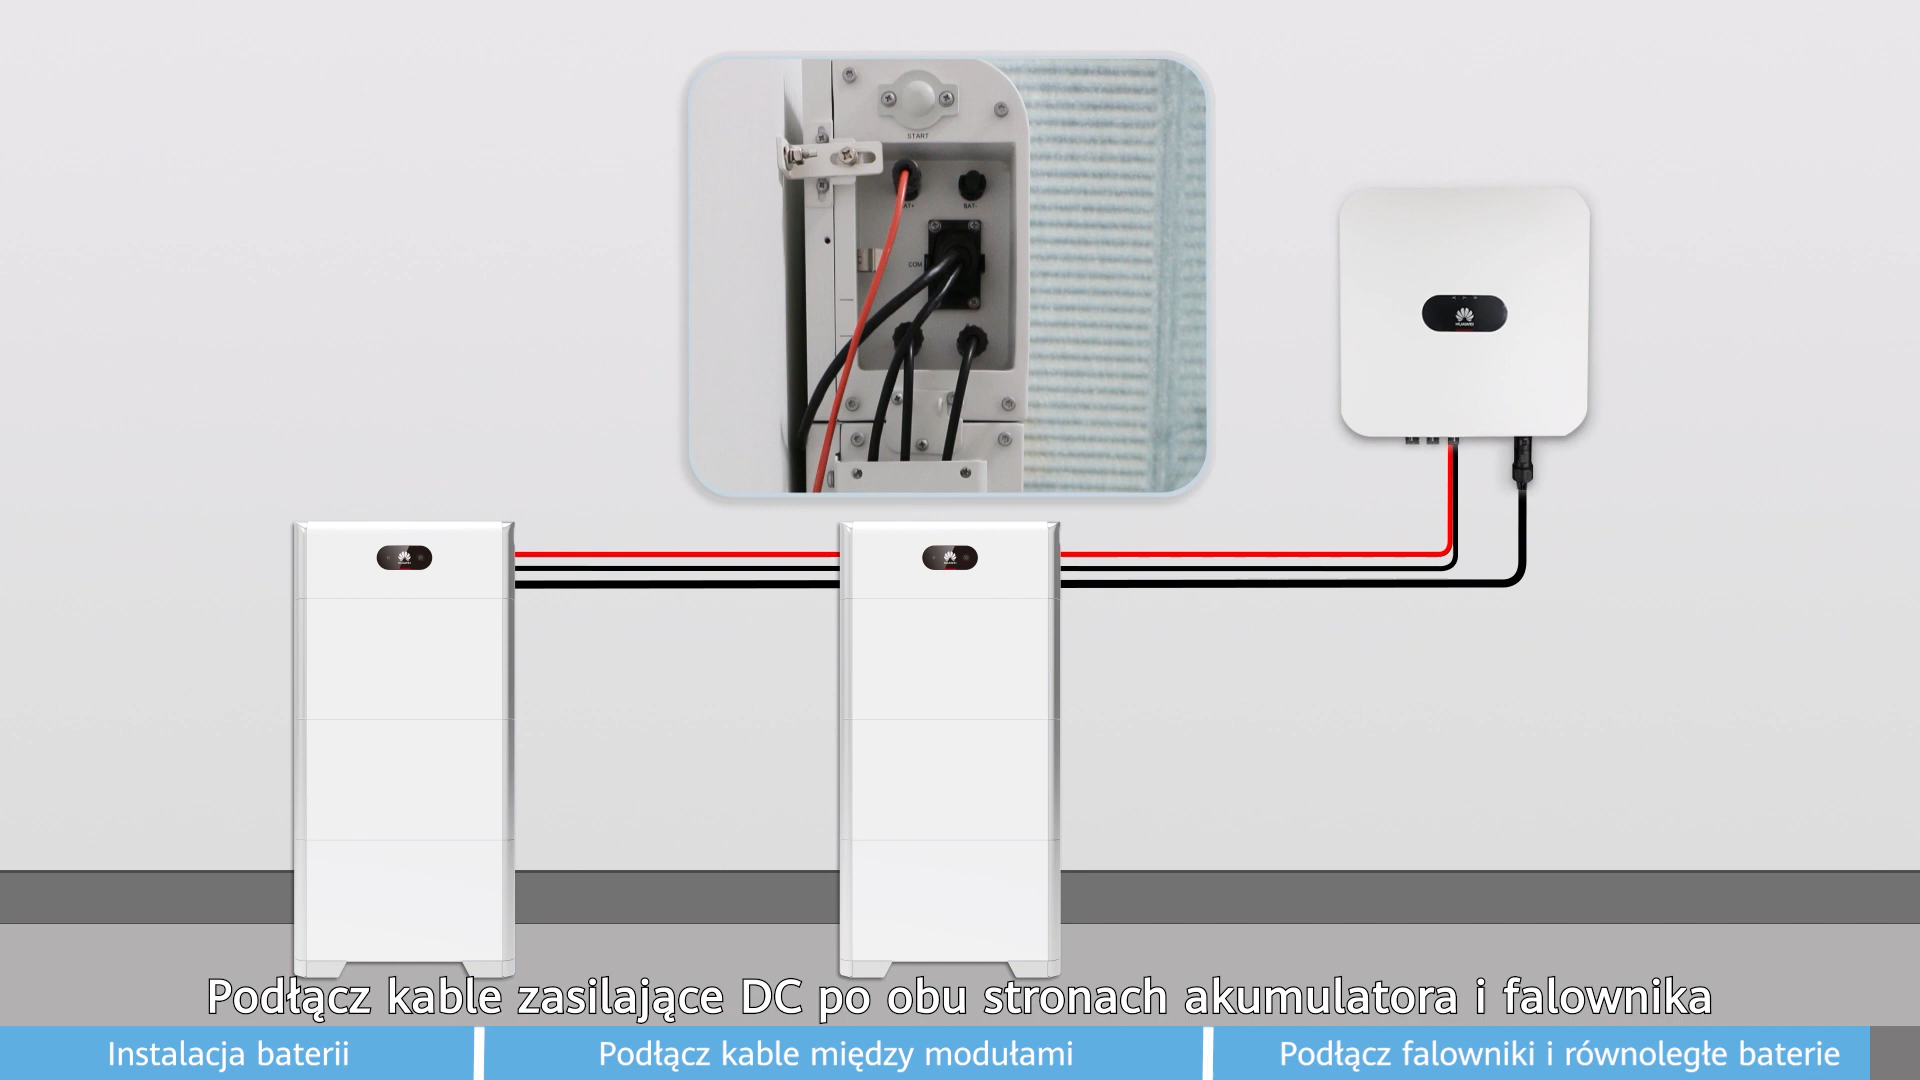 START
BAT-
COM
HUAWEI
Podłącz kable zasilające DC po obu stronach akumulatora i falownika
Instalacja baterii
Podłącz kable między modułami
Podłącz falowniki i równoległe baterie